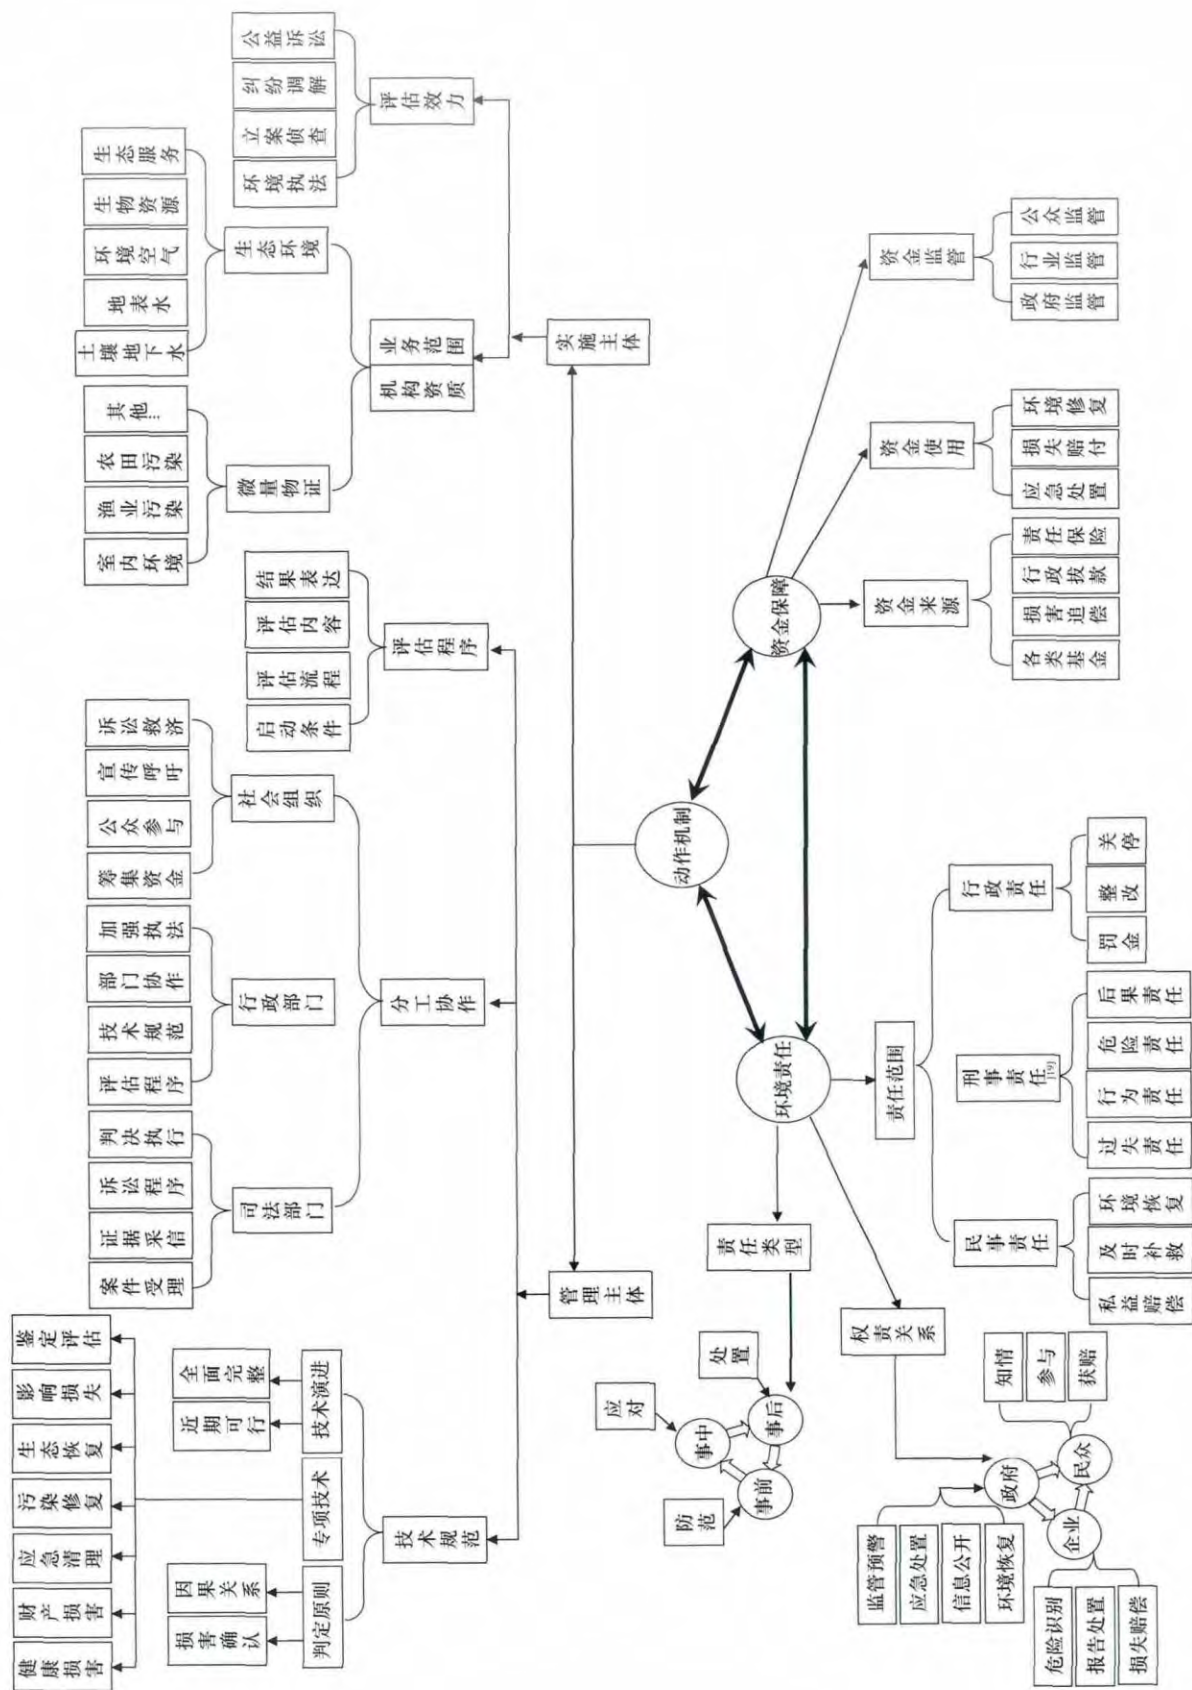 健康损害
财产损害
应急清理
污染修复
生态恢复
影响损失
鉴定评估
案件受理
证据采信
诉讼程序
判决执行
评估程序
技术规范
部门协作
加强执法
筹集资金
公众参与
宣传呼吁
诉讼救济
室内环境
渔业污染
农田污染
其他...
土壤地下水
地表水
环境空气
生物资源
生态服务
损害确认
因果关系
近期可行
全面完整
司法部门
行政部门
社会组织
启动条件
评估流程
评估内容
结果表达
微量物证
生态环境
环境执法
立案侦查
纠纷调解
公益诉讼
判定原则
专项技术
技术演进
技术规范
分工协作
评估程序
机构资质
业务范围
评估效力
管理主体
实施主体
动作机制
防范
应对
处置
事前
事中
事后
责任类型
环境责任
资金保障
权责关系
责任范围
资金来源
资金使用
资金监管
监管预警
应急处置
信息公开
环境恢复
政府
企业
民众
知情
参与
获赔
危险识别
报告处置
损失赔偿
民事责任
刑事责任[19]
行政责任
私益赔偿
及时补救
环境恢复
过失责任
行为责任
危险责任
后果责任
罚金
整改
关停
各类基金
损害追偿
行政拨款
责任保险
应急处置
损失赔付
环境修复
政府监管
行业监管
公众监管